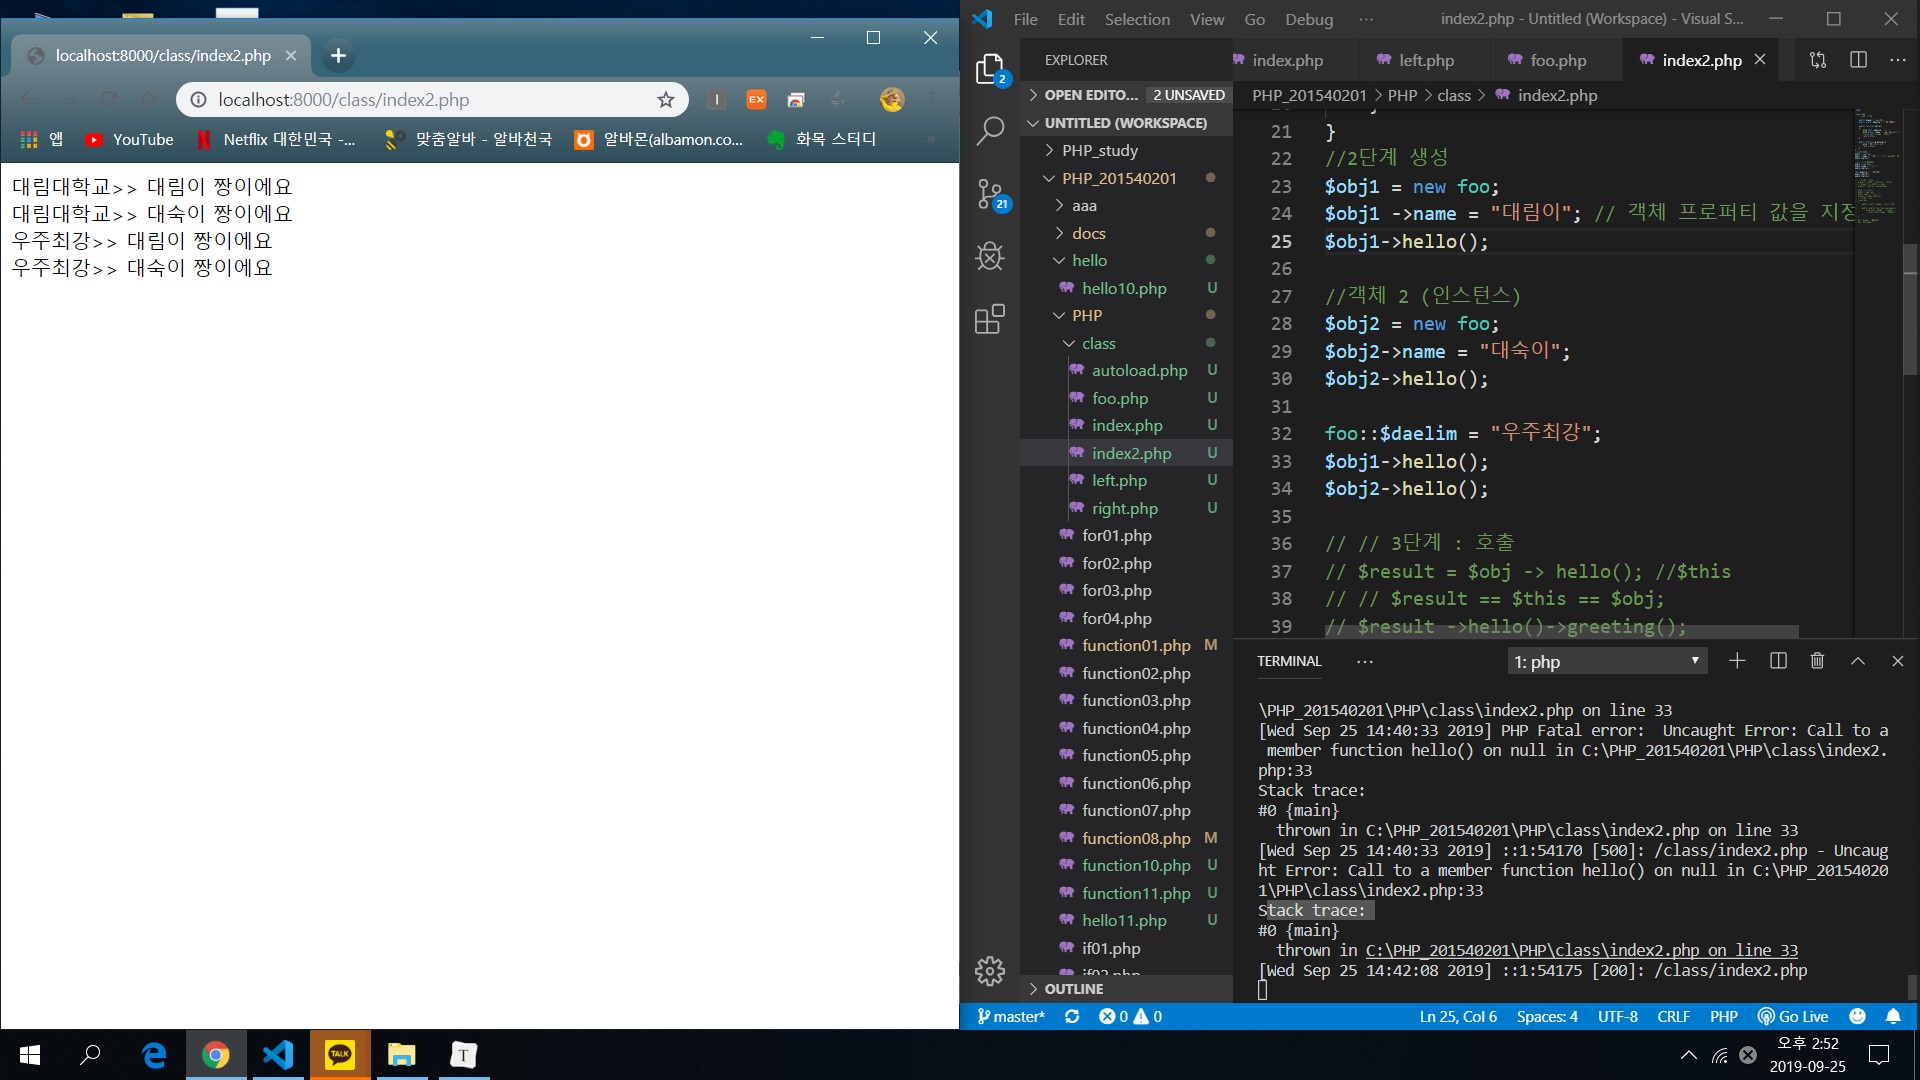 localhost:8000/class/index2.php
localhost:8000/class/index2.php
앱
YouTube
Netflix 대한민국 -...
맞춤알바 - 알바천국
알바몬(albamon.co...
화목 스터디
대림대학교>> 대림이 짱이에요
대림대학교>> 대숙이 짱이에요
우주최강>> 대림이 짱이에요
우주최강>> 대숙이 짱이에요
File Edit Selection View Go Debug ···
index2.php - Untitled (Workspace) - Visual S...
EXPLORER
OPEN EDITO... 2 UNSAVED
UNTITLED (WORKSPACE)
PHP_study
PHP_201540201
aaa
docs
hello
hello10.php U
PHP
class
autoload.php U
foo.php U
index.php U
index2.php U
left.php U
right.php U
for01.php
for02.php
for03.php
for04.php
function01.php M
function02.php
function03.php
function04.php
function05.php
function06.php
function07.php
function08.php M
function10.php U
function11.php U
hello11.php U
if01.php
if02.php
OUTLINE
2
21
index.php left.php foo.php index2.php
PHP_201540201 > PHP > class > index2.php
21 }
22 //2단계 생성
23 $obj1 = new foo;
24 $obj1 ->name = "대림이"; // 객체 프로퍼티 값을 지정
25 $obj1->hello();
26
27 //객체 2 (인스턴스)
28 $obj2 = new foo;
29 $obj2->name = "대숙이";
30 $obj2->hello();
31
32 foo::$daelim = "우주최강";
33 $obj1->hello();
34 $obj2->hello();
35
36 // // 3단계 : 호출
37 // $result = $obj -> hello(); //$this
38 // // $result == $this == $obj;
39 // $result ->hello()->greeting();
TERMINAL ···
1: php
\PHP_201540201\PHP\class\index2.php on line 33
[Wed Sep 25 14:40:33 2019] PHP Fatal error:  Uncaught Error: Call to a
member function hello() on null in C:\PHP_201540201\PHP\class\index2.
php:33
Stack trace:
#0 {main}
thrown in C:\PHP_201540201\PHP\class\index2.php on line 33
[Wed Sep 25 14:40:33 2019] ::1:54170 [500]: /class/index2.php - Uncaug
ht Error: Call to a member function hello() on null in C:\PHP_20154020
1\PHP\class\index2.php:33
Stack trace:
#0 {main}
thrown in C:\PHP_201540201\PHP\class\index2.php on line 33
[Wed Sep 25 14:42:08 2019] ::1:54175 [200]: /class/index2.php
master* 0 0
Ln 25, Col 6 Spaces: 4 UTF-8 CRLF PHP Go Live
TALK
T
오후 2:52
2019-09-25